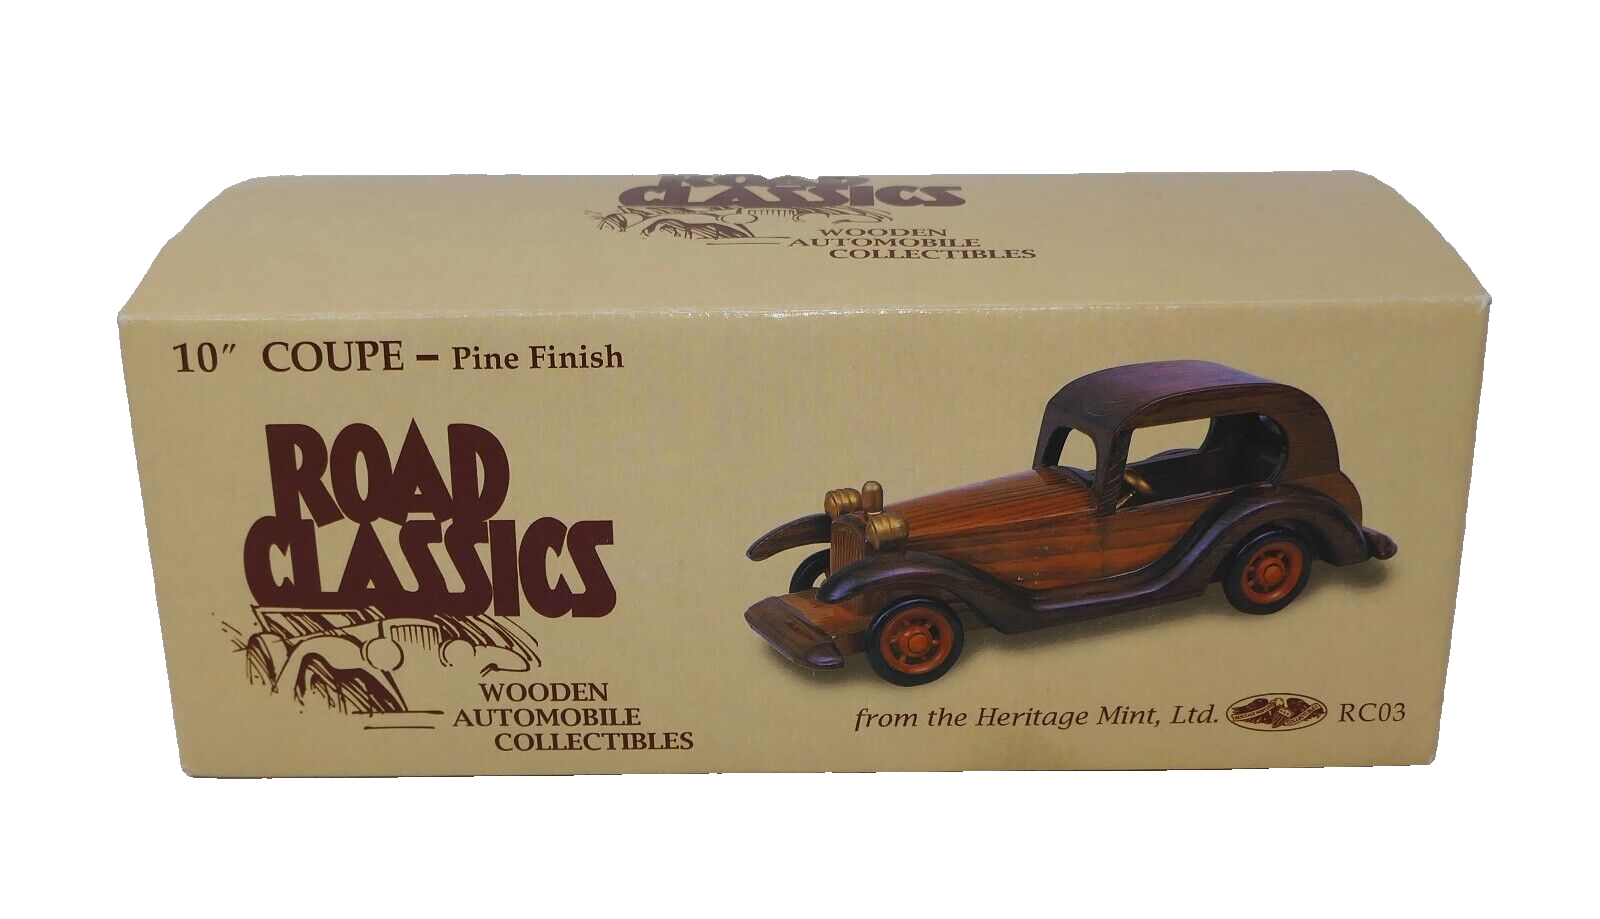 ROAD
CLASSICS
WOODEN
AUTOMOBILE
COLLECTIBLES
10" COUPE – Pine Finish
ROAD
CLASSICS
WOODEN
AUTOMOBILE
COLLECTIBLES
from the Heritage Mint, Ltd. RC03